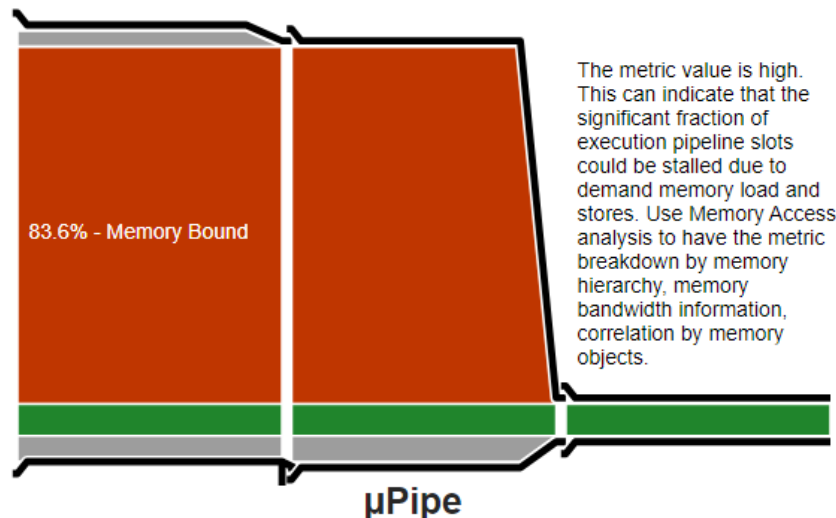 The metric value is high.
This can indicate that the
significant fraction of
execution pipeline slots
could be stalled due to
demand memory load and
stores. Use Memory Access
analysis to have the metric
breakdown by memory
hierarchy, memory
bandwidth information,
correlation by memory
objects.
83.6% - Memory Bound
µPipe